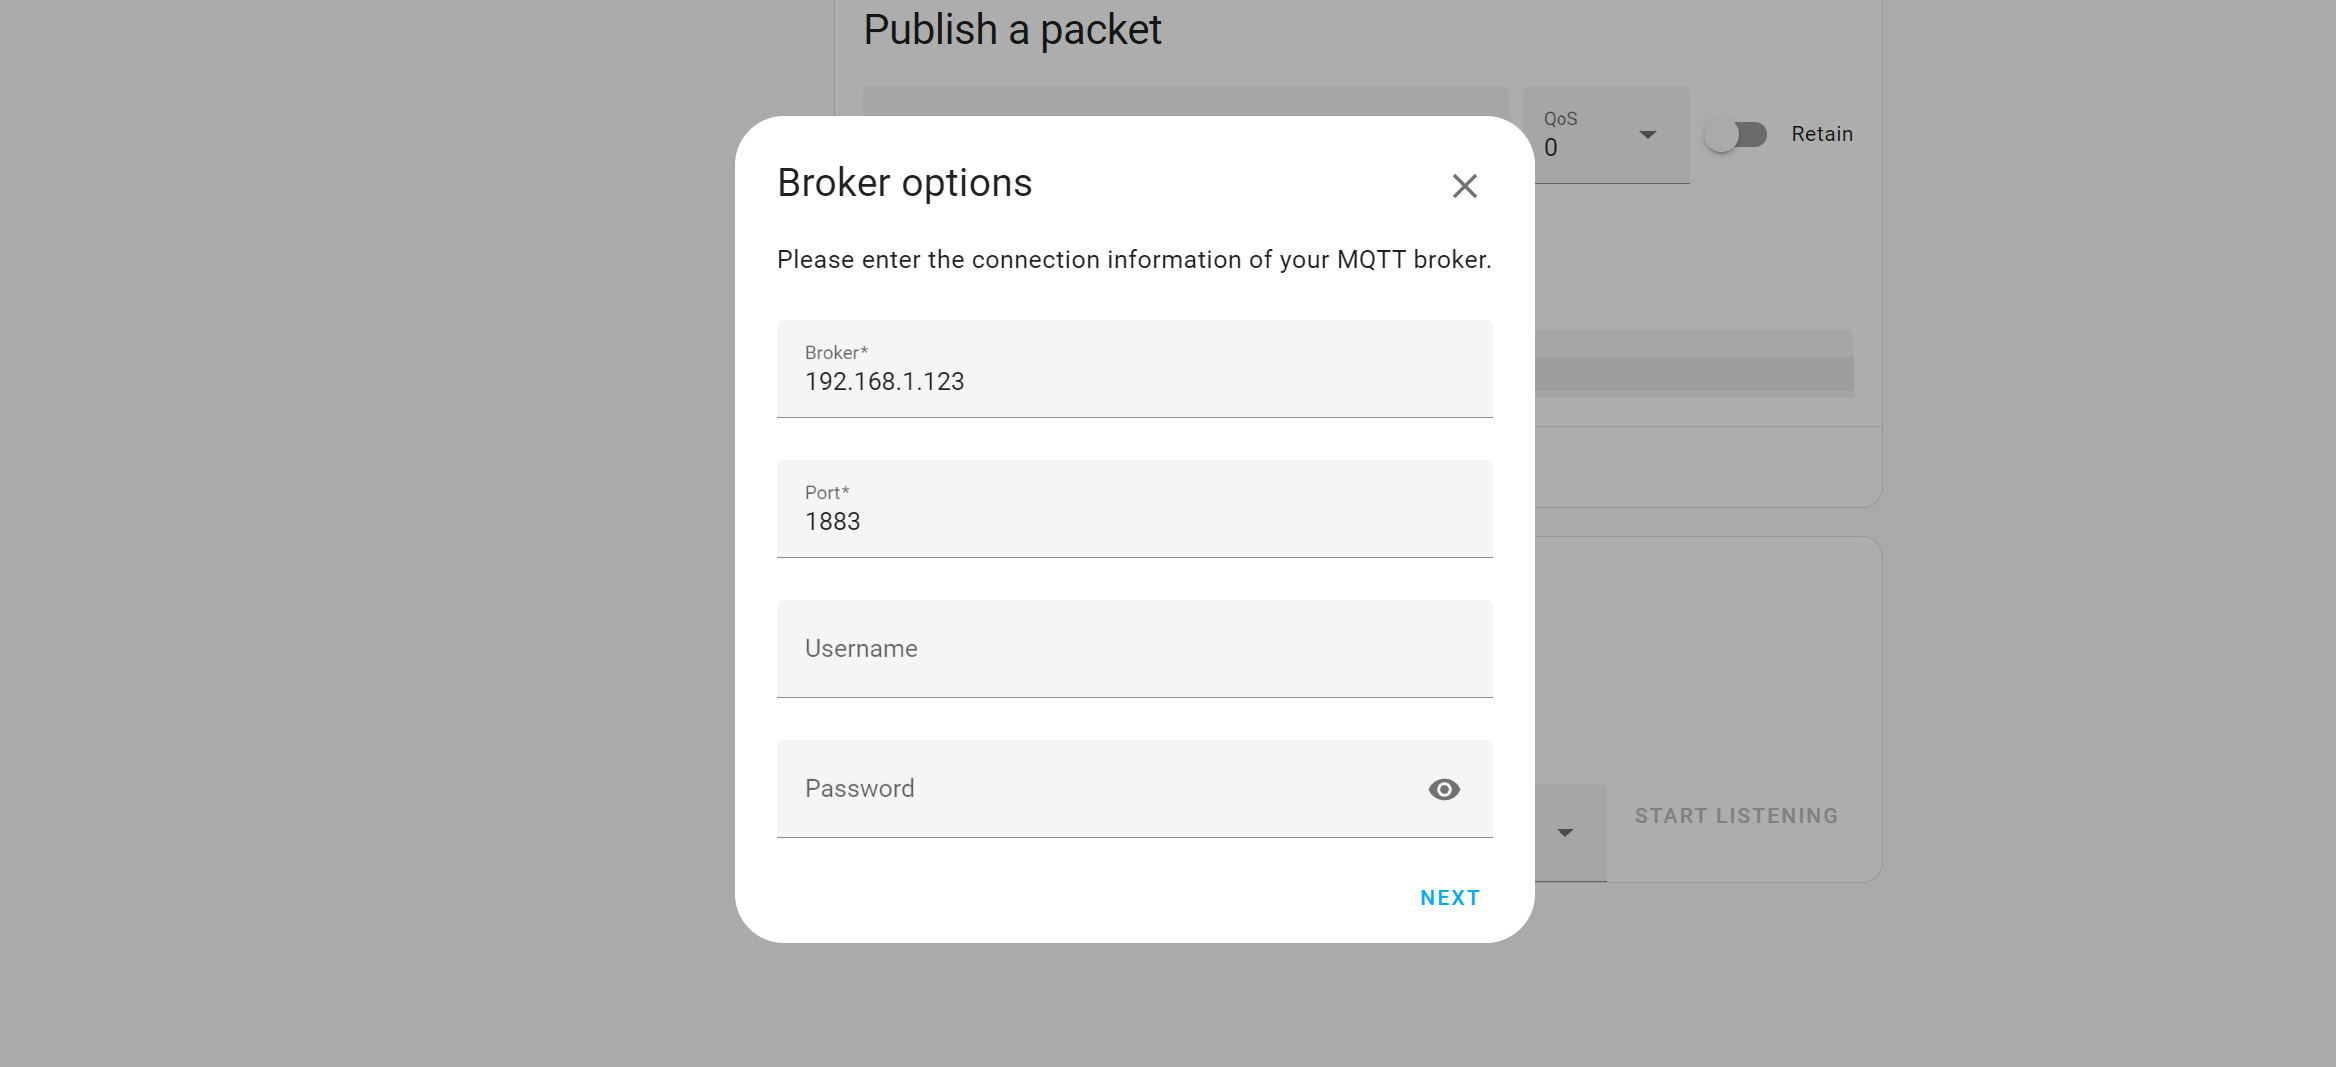 Publish a packet
QoS
0
Retain
Broker options
Please enter the connection information of your MQTT broker.
Broker*
192.168.1.123
Port*
1883
Username
Password
START LISTENING
NEXT